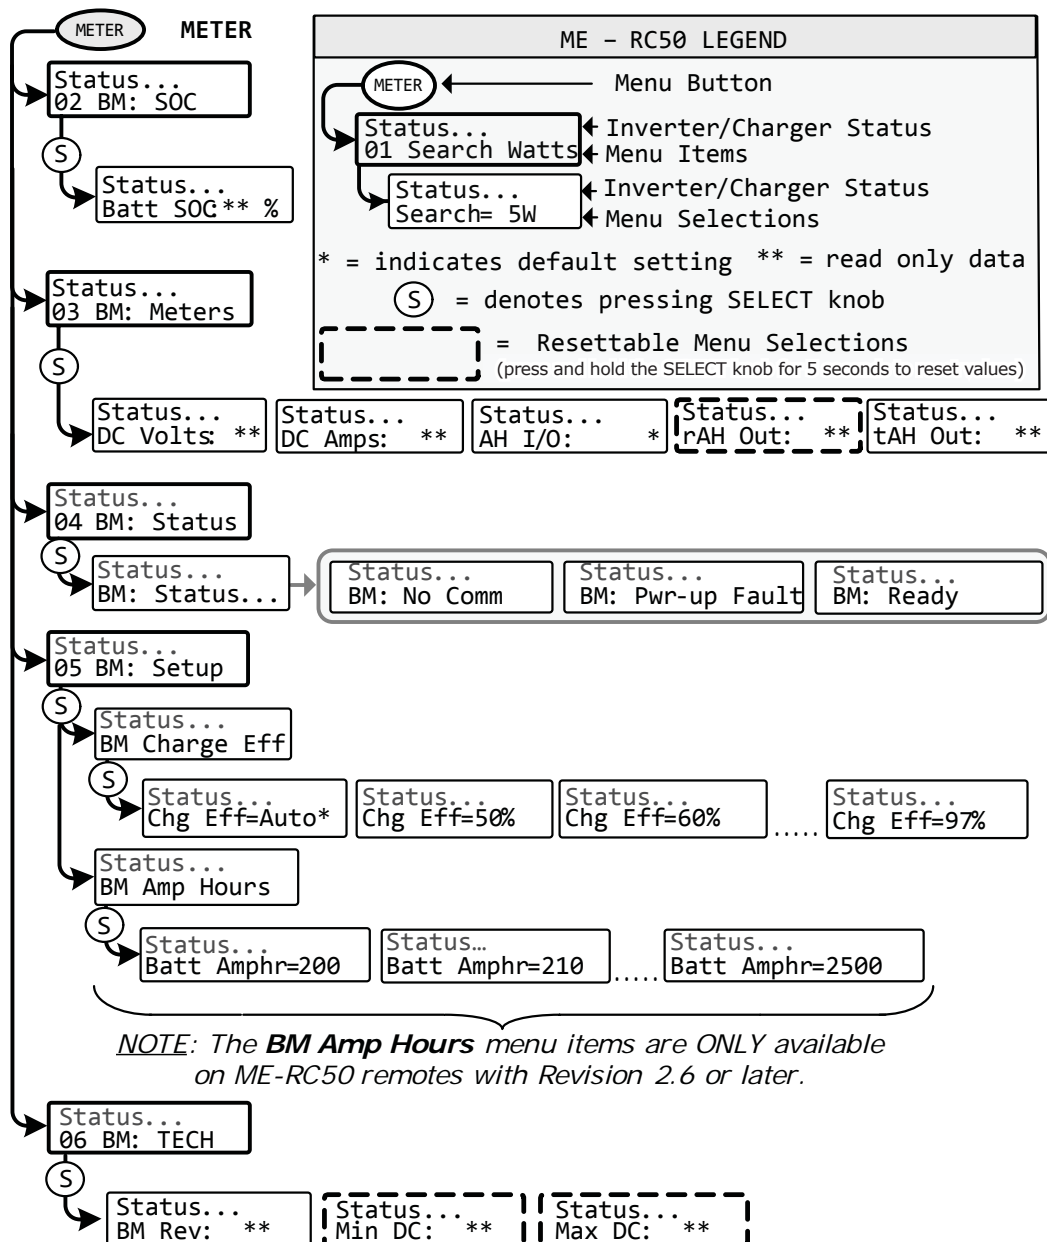 METER METER
Status...
02 BM: SOC
S
Status...
Batt SOC:** %
ME – RC50 LEGEND
METER Menu Button
Status... Inverter/Charger Status
01 Search Watts Menu Items
Status... Inverter/Charger Status
Search= 5W Menu Selections
* = indicates default setting ** = read only data
S = denotes pressing SELECT knob
= Resettable Menu Selections
(press and hold the SELECT knob for 5 seconds to reset values)
Status...
03 BM: Meters
S
Status... Status... Status... Status... Status...
DC Volts: ** DC Amps: ** AH I/O: * rAH Out: ** tAH Out: **
Status...
04 BM: Status
S
Status... Status... Status... Status...
BM: Status... BM: No Comm BM: Pwr-up Fault BM: Ready
Status...
05 BM: Setup
S
Status...
BM Charge Eff
S
Status... Status... Status... Status...
Chg Eff=Auto* Chg Eff=50% Chg Eff=60% ..... Chg Eff=97%
Status...
BM Amp Hours
S
Status... Status… Status...
Batt Amphr=200 Batt Amphr=210 ..... Batt Amphr=2500
NOTE: The BM Amp Hours menu items are ONLY available
on ME-RC50 remotes with Revision 2.6 or later.
Status...
06 BM: TECH
S
Status... Status... Status...
BM Rev: ** Min DC: ** Max DC: **